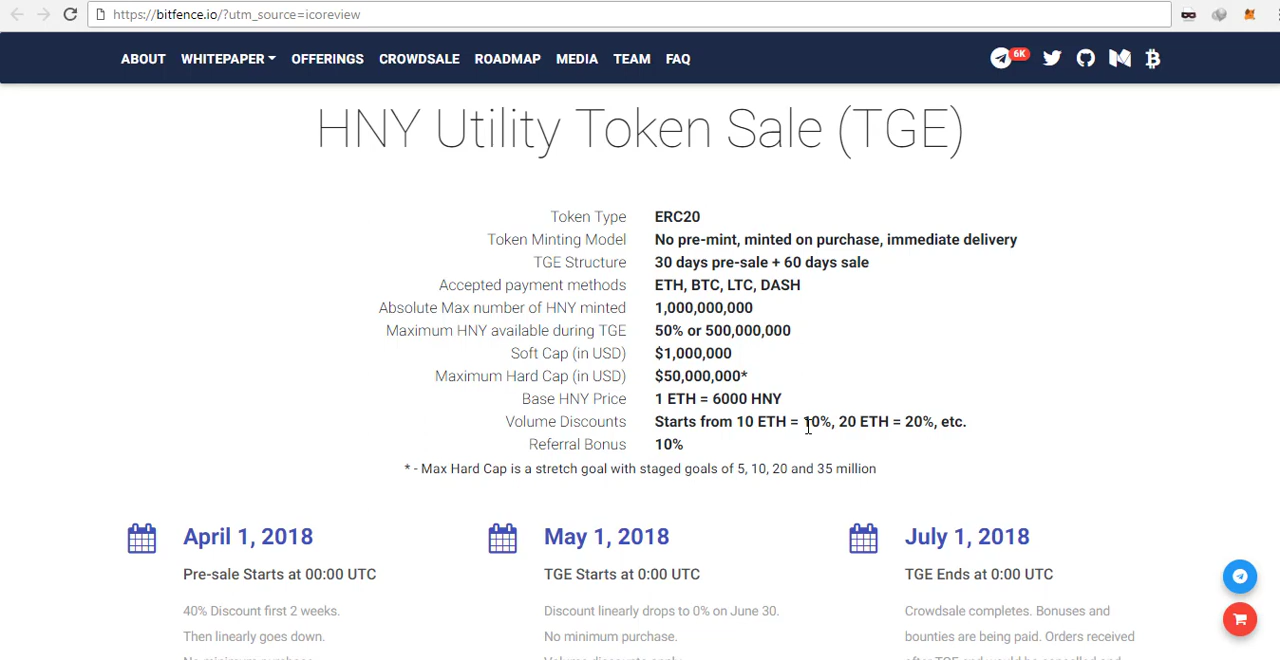 https://bitfence.io/?utm_source=icoreview
ABOUT WHITEPAPER OFFERINGS CROWDSALE ROADMAP MEDIA TEAM FAQ 6K
HNY Utility Token Sale (TGE)
Token Type ERC20
Token Minting Model No pre-mint, minted on purchase, immediate delivery
TGE Structure 30 days pre-sale + 60 days sale
Accepted payment methods ETH, BTC, LTC, DASH
Absolute Max number of HNY minted 1,000,000,000
Maximum HNY available during TGE 50% or 500,000,000
Soft Cap (in USD) $1,000,000
Maximum Hard Cap (in USD) $50,000,000*
Base HNY Price 1 ETH = 6000 HNY
Volume Discounts Starts from 10 ETH = 10%, 20 ETH = 20%, etc.
Referral Bonus 10%
* - Max Hard Cap is a stretch goal with staged goals of 5, 10, 20 and 35 million
April 1, 2018
Pre-sale Starts at 00:00 UTC
40% Discount first 2 weeks.
Then linearly goes down.
May 1, 2018
TGE Starts at 0:00 UTC
Discount linearly drops to 0% on June 30.
No minimum purchase.
July 1, 2018
TGE Ends at 0:00 UTC
Crowdsale completes. Bonuses and
bounties are being paid. Orders received